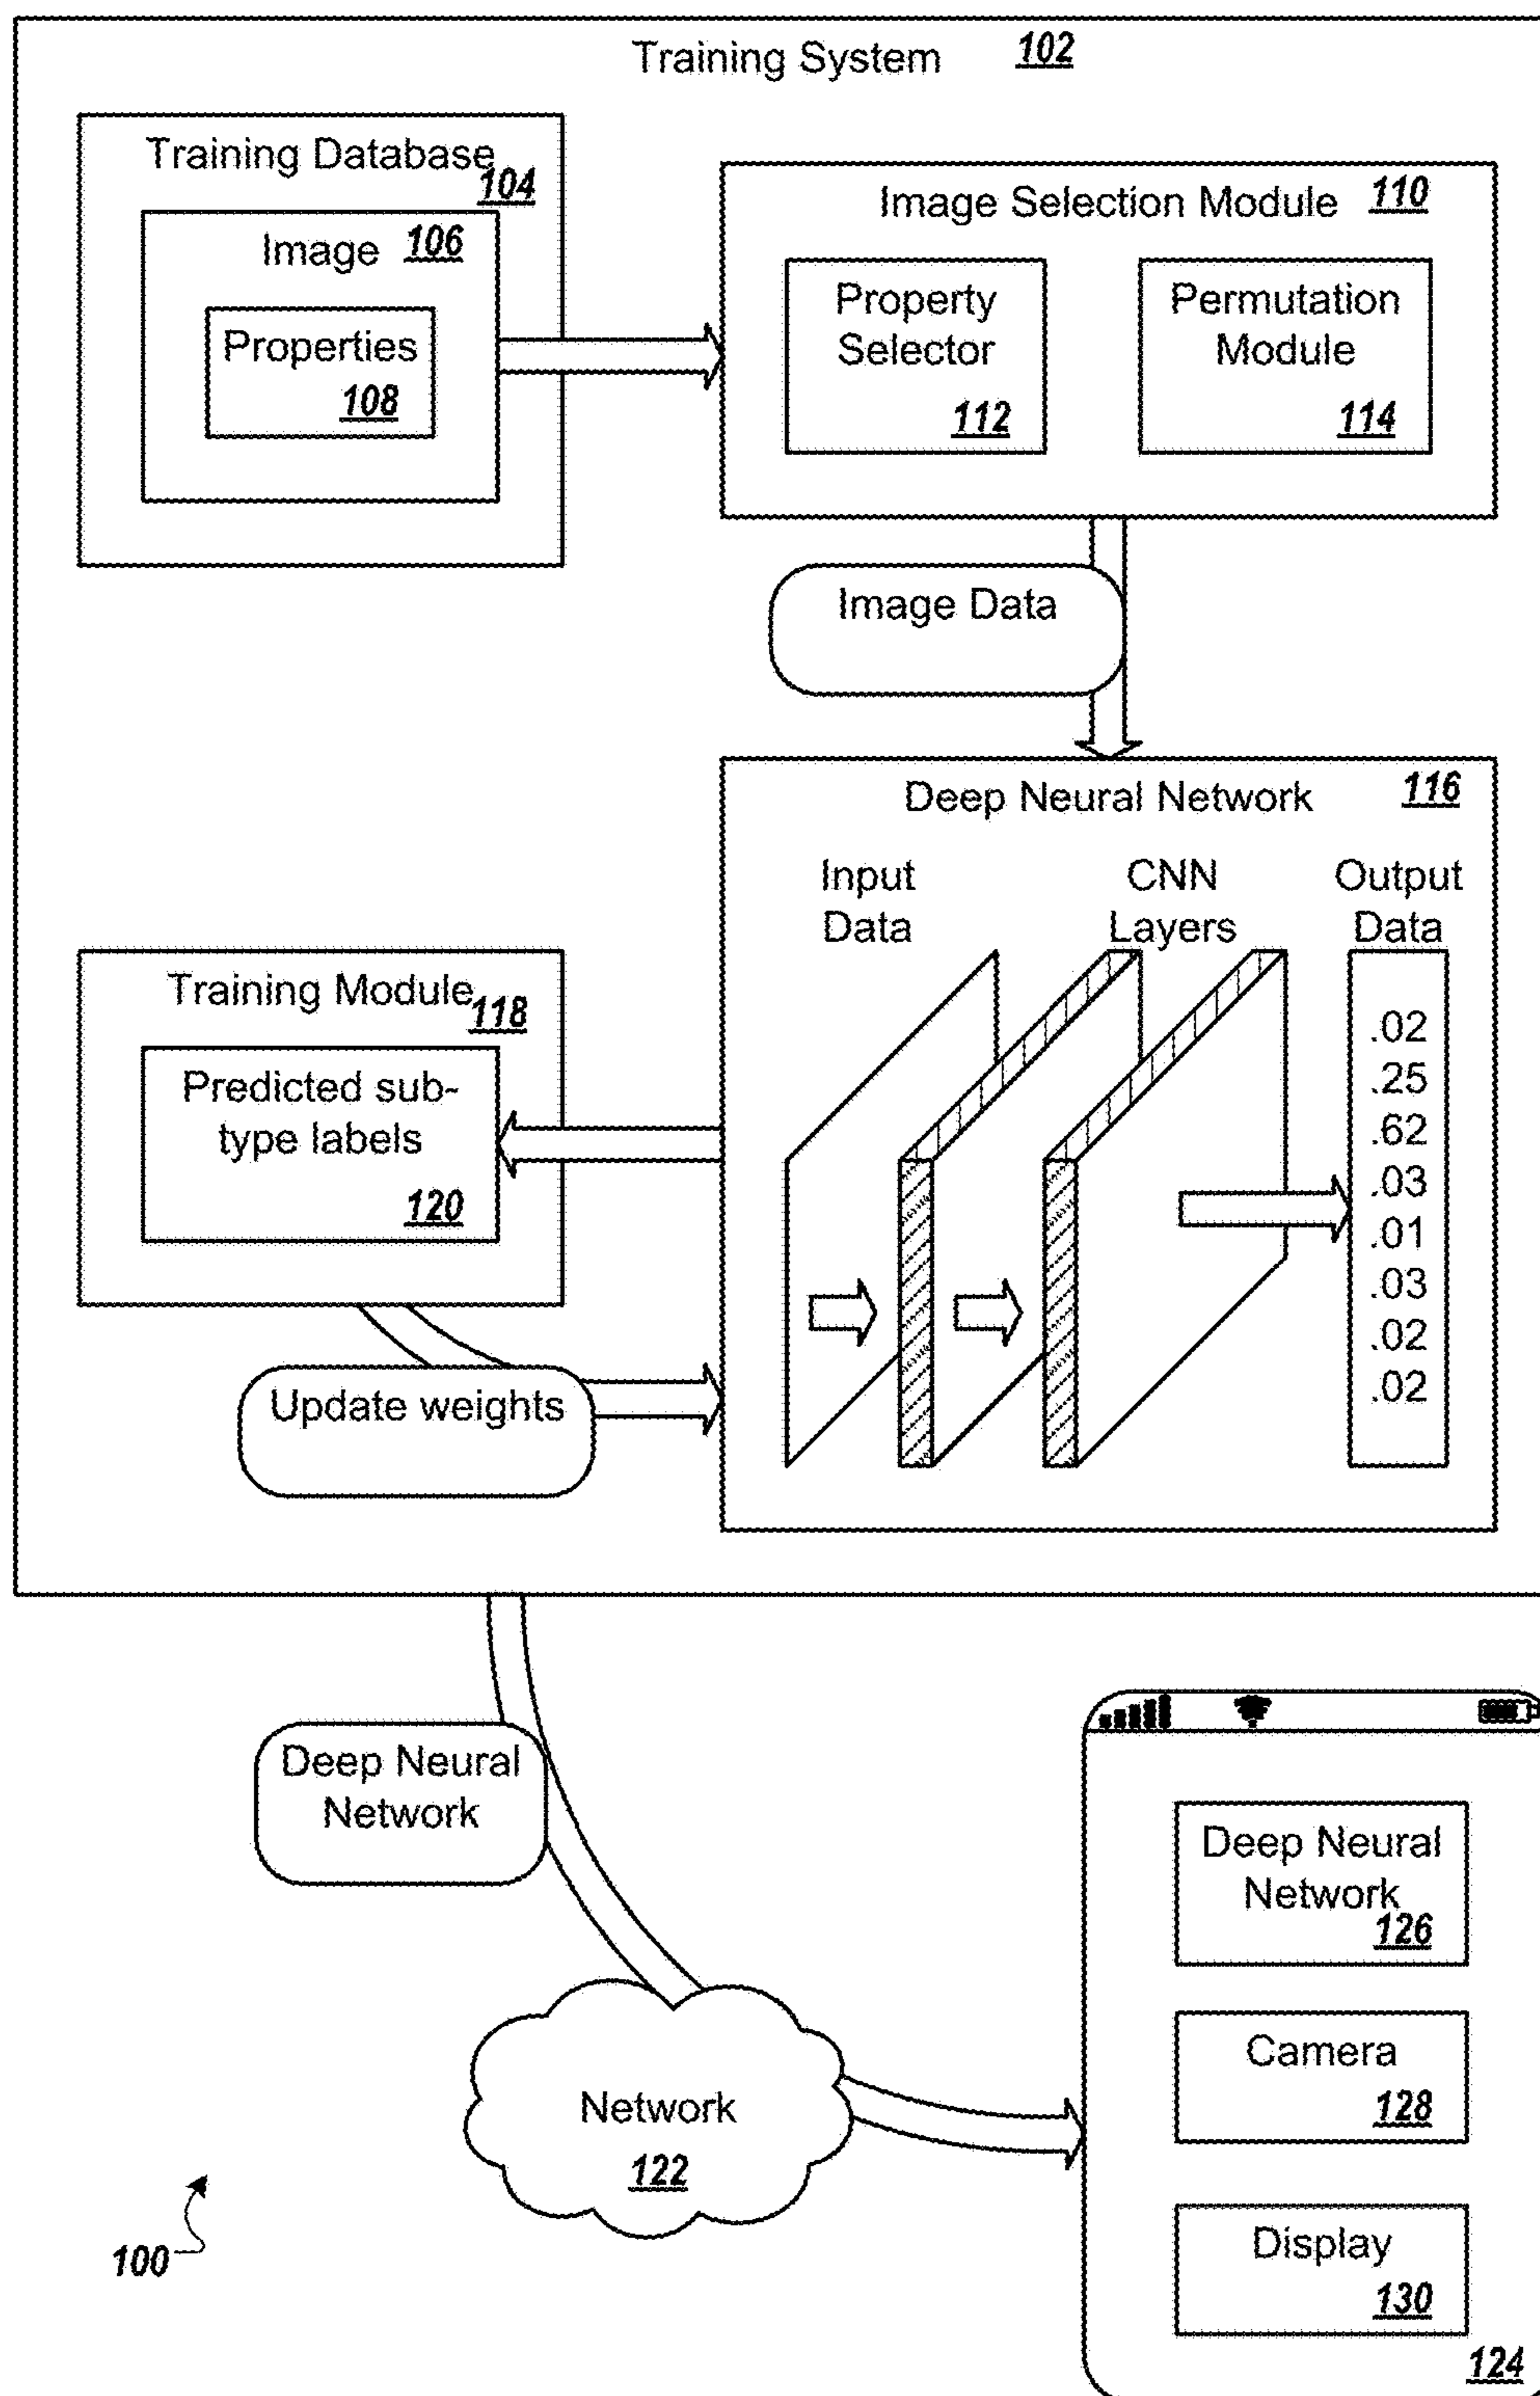 Training System 102
Training Database
104
Image 106
Properties
108
Image Selection Module 110
Property
Selector
112
Permutation
Module
114
Image Data
Deep Neural Network 116
Input
Data
CNN
Layers
Output
Data
.02
.25
.62
.03
.01
.03
.02
.02
Training Module
118
Predicted sub-
type labels
120
Update weights
Deep Neural
Network
Network
122
Deep Neural
Network
126
Camera
128
Display
130
124
100